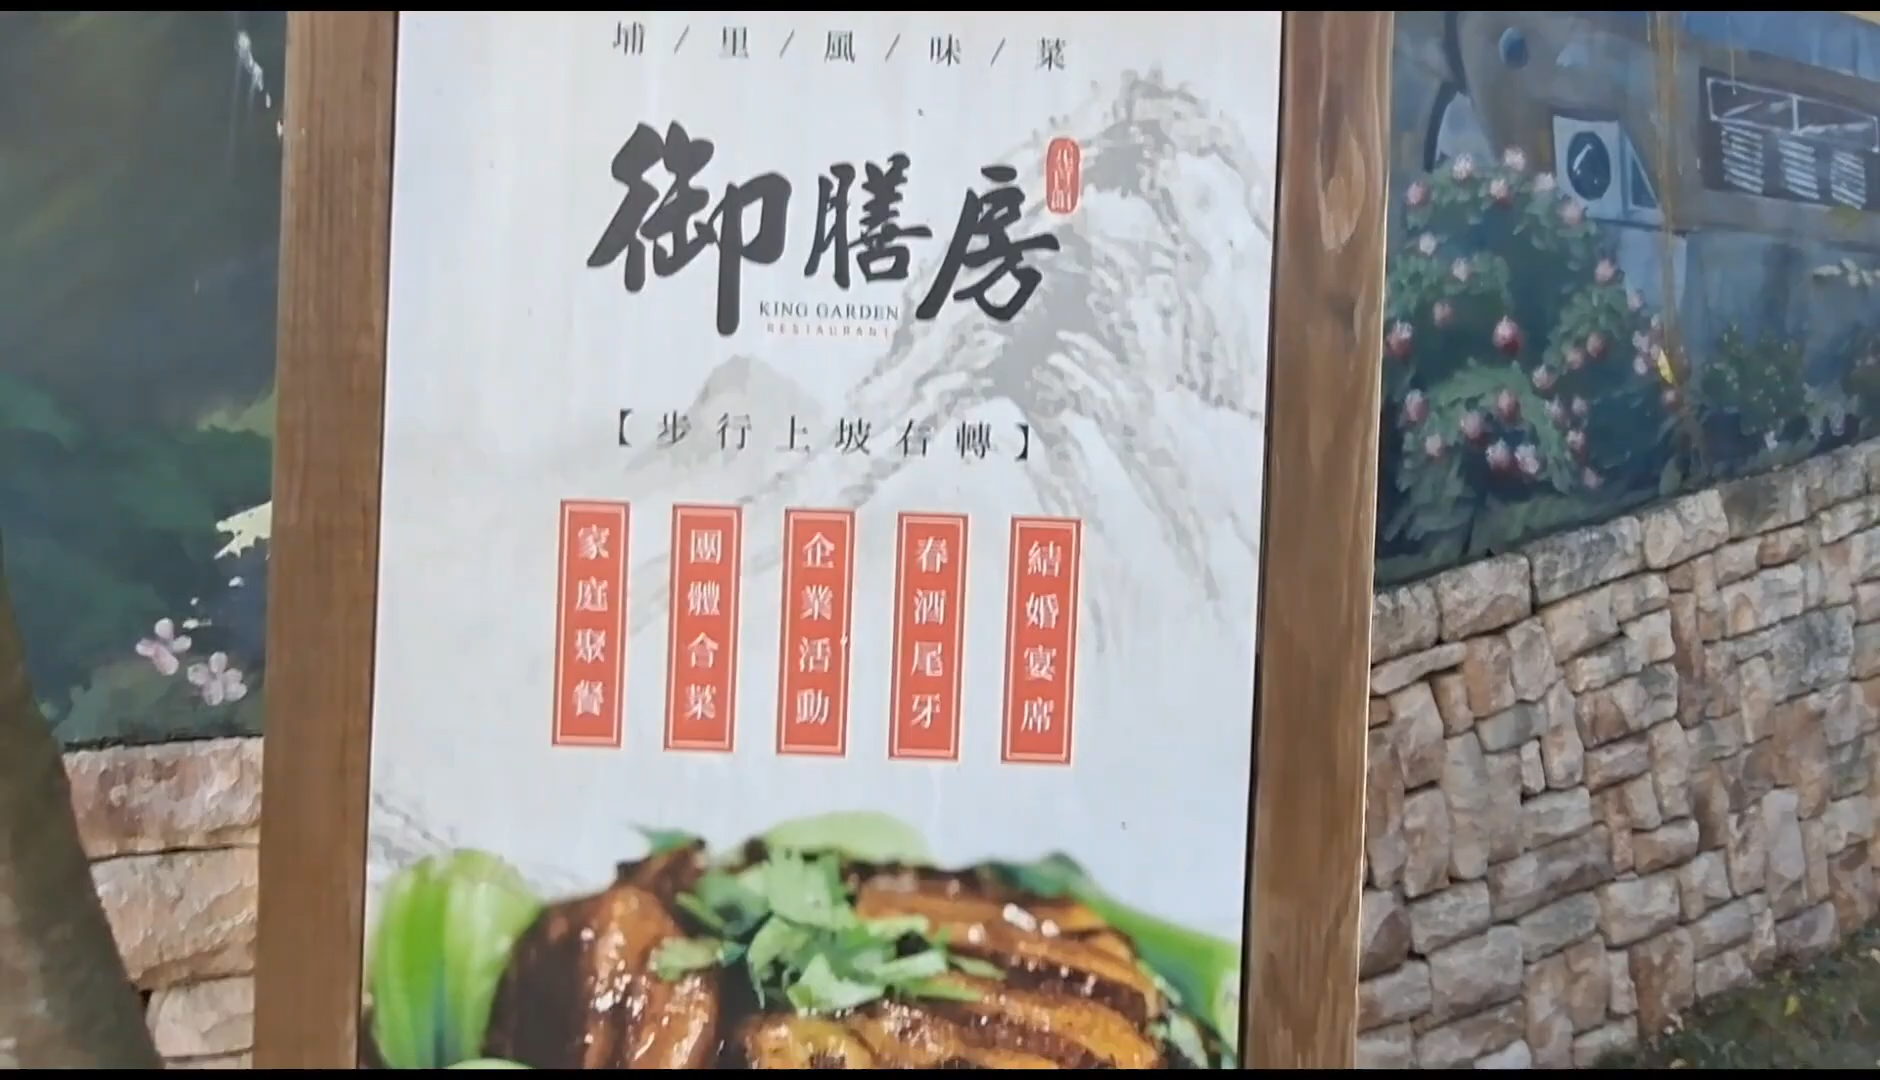 埔/里/風/味/菜
御膳房
KING GARDEN
RESTAURANT
【步行上坡右轉】
家庭聚餐
團體合菜
企業活動
春酒尾牙
結婚宴席